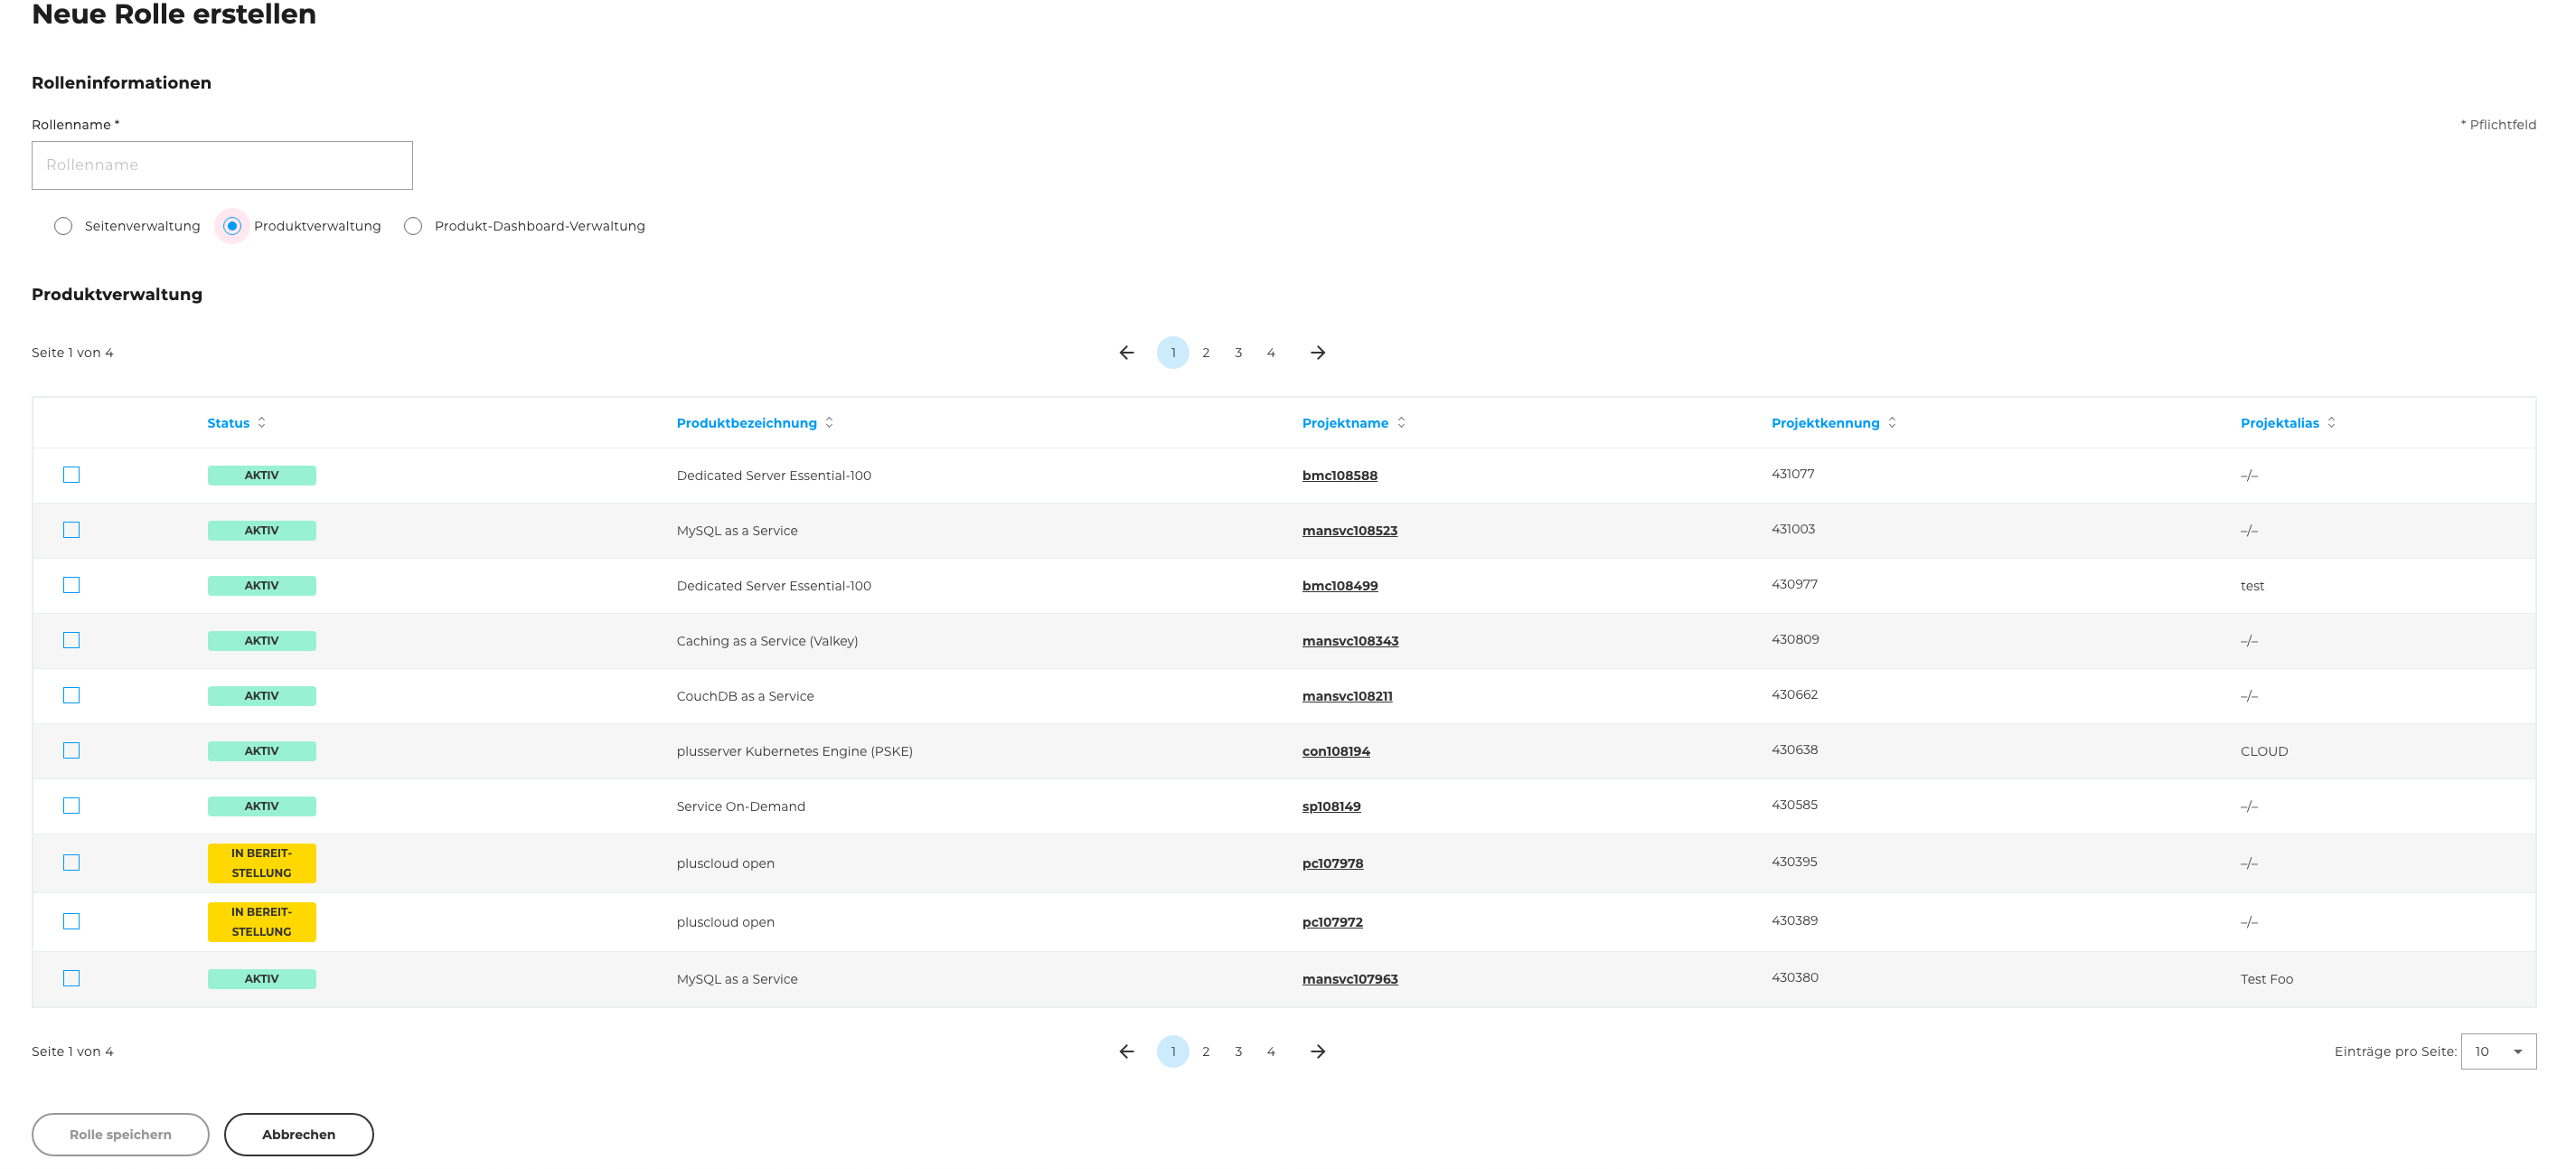 Neue Rolle erstellen
Rolleninformationen
Rollenname *
* Pflichtfeld
Rollenname
Seitenverwaltung Produktverwaltung Produkt-Dashboard-Verwaltung
Produktverwaltung
Seite 1 von 4 1 2 3 4
Status Produktbezeichnung Projektname Projektkennung Projektalias
AKTIV Dedicated Server Essential-100 bmc108588 431077 –/–
AKTIV MySQL as a Service mansvc108523 431003 –/–
AKTIV Dedicated Server Essential-100 bmc108499 430977 test
AKTIV Caching as a Service (Valkey) mansvc108343 430809 –/–
AKTIV CouchDB as a Service mansvc108211 430662 –/–
AKTIV plusserver Kubernetes Engine (PSKE) con108194 430638 CLOUD
AKTIV Service On-Demand sp108149 430585 –/–
IN BEREIT-
STELLUNG pluscloud open pc107978 430395 –/–
IN BEREIT-
STELLUNG pluscloud open pc107972 430389 –/–
AKTIV MySQL as a Service mansvc107963 430380 Test Foo
Seite 1 von 4 1 2 3 4 Einträge pro Seite: 10
Rolle speichern Abbrechen